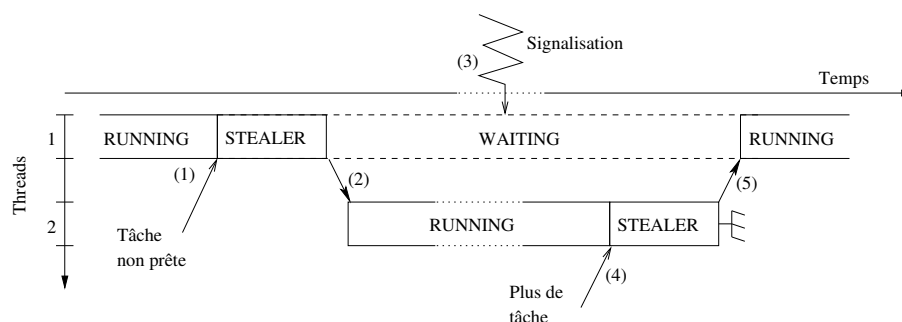 Signalisation
(3)
Temps
1
RUNNING
STEALER
WAITING
RUNNING
(1)
(2)
(5)
Threads
2
RUNNING
STEALER
Tâche
non prête
(4)
Plus de
tâche